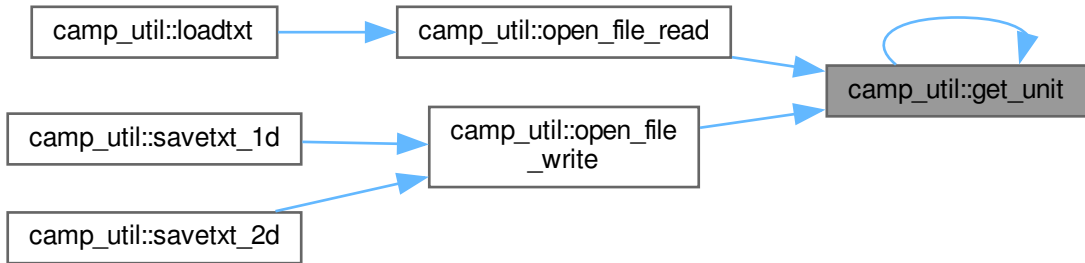 camp_util::loadtxt
camp_util::open_file_read
camp_util::get_unit
camp_util::savetxt_1d
camp_util::open_file
_write
camp_util::savetxt_2d